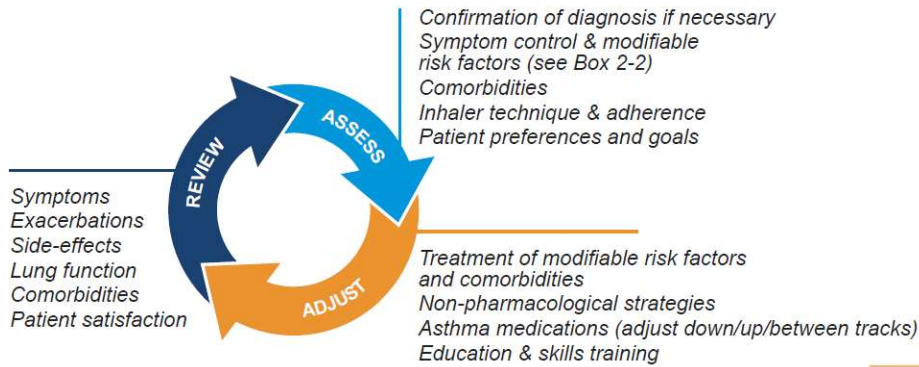 Confirmation of diagnosis if necessary
Symptom control & modifiable
risk factors (see Box 2-2)
Comorbidities
Inhaler technique & adherence
Patient preferences and goals
ASSESS
REVIEW
Symptoms
Exacerbations
Side-effects
Lung function
Comorbidities
Patient satisfaction
ADJUST
Treatment of modifiable risk factors
and comorbidities
Non-pharmacological strategies
Asthma medications (adjust down/up/between tracks)
Education & skills training